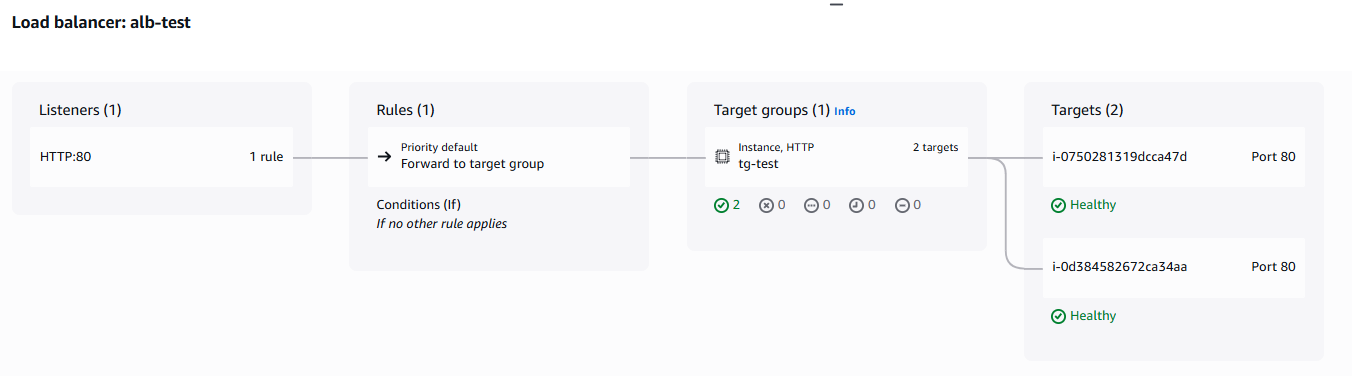 Load balancer: alb-test
Listeners (1)
HTTP:80 1 rule
Rules (1)
Priority default
Forward to target group
Conditions (If)
If no other rule applies
Target groups (1) Info
Instance, HTTP 2 targets
tg-test
2 0 0 0 0
Targets (2)
i-0750281319dcca47d Port 80
Healthy
i-0d384582672ca34aa Port 80
Healthy